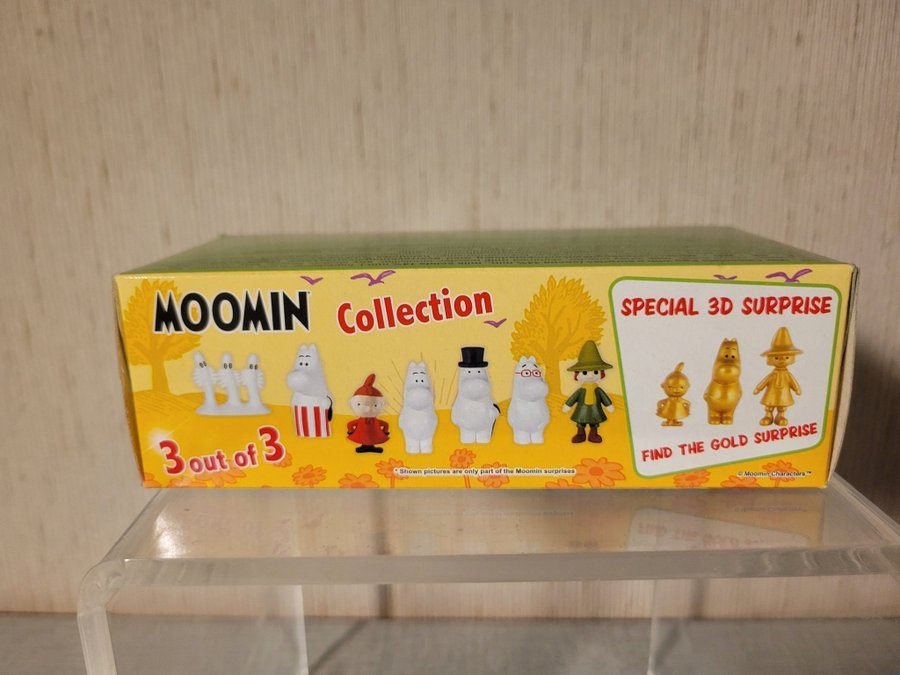 MOOMIN Collection
3 out of 3
* Shown pictures are only part of the Moomin surprises
SPECIAL 3D SURPRISE
FIND THE GOLD SURPRISE
© Moomin Characters™